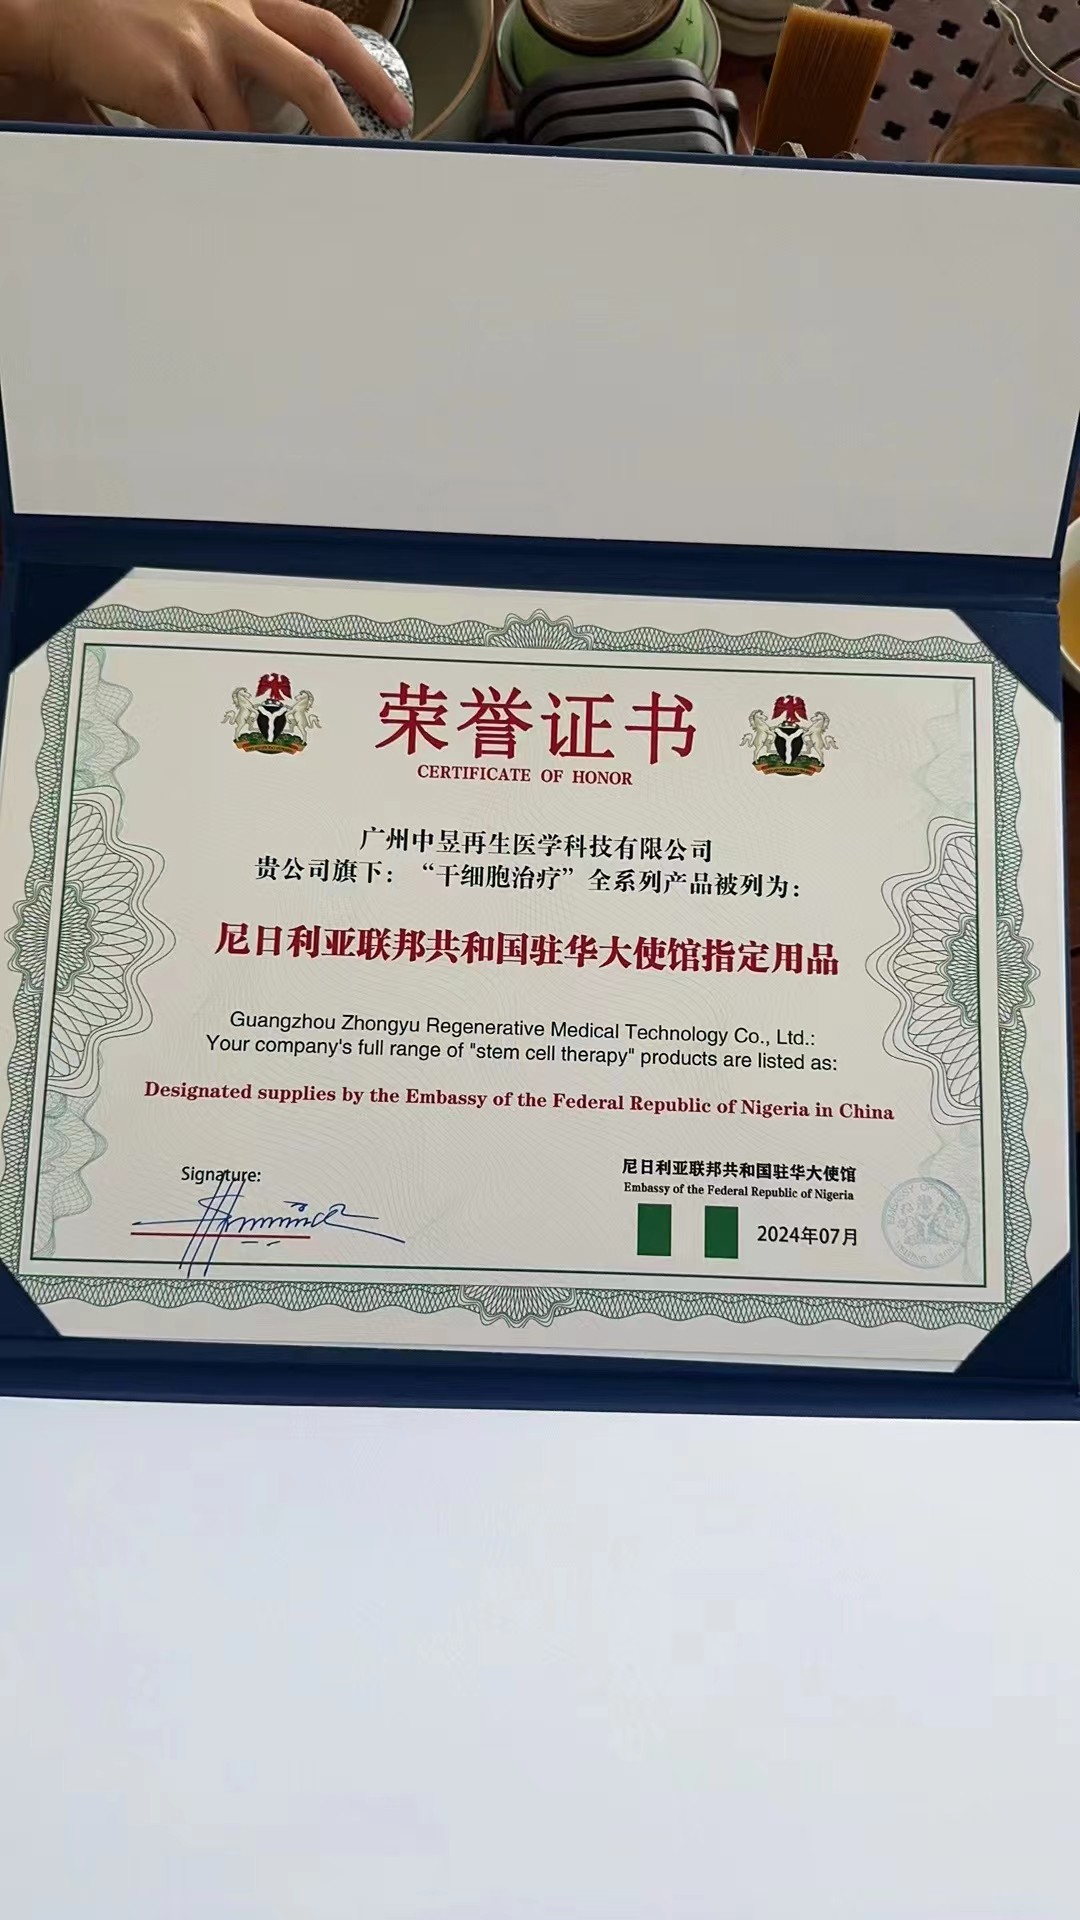 荣誉证书
CERTIFICATE OF HONOR
广州中昱再生医学科技有限公司
贵公司旗下：“干细胞治疗”全系列产品被列为：
尼日利亚联邦共和国驻华大使馆指定用品
Guangzhou Zhongyu Regenerative Medical Technology Co., Ltd.:
Your company's full range of "stem cell therapy" products are listed as:
Designated supplies by the Embassy of the Federal Republic of Nigeria in China
Signature:
尼日利亚联邦共和国驻华大使馆
Embassy of the Federal Republic of Nigeria
2024年07月